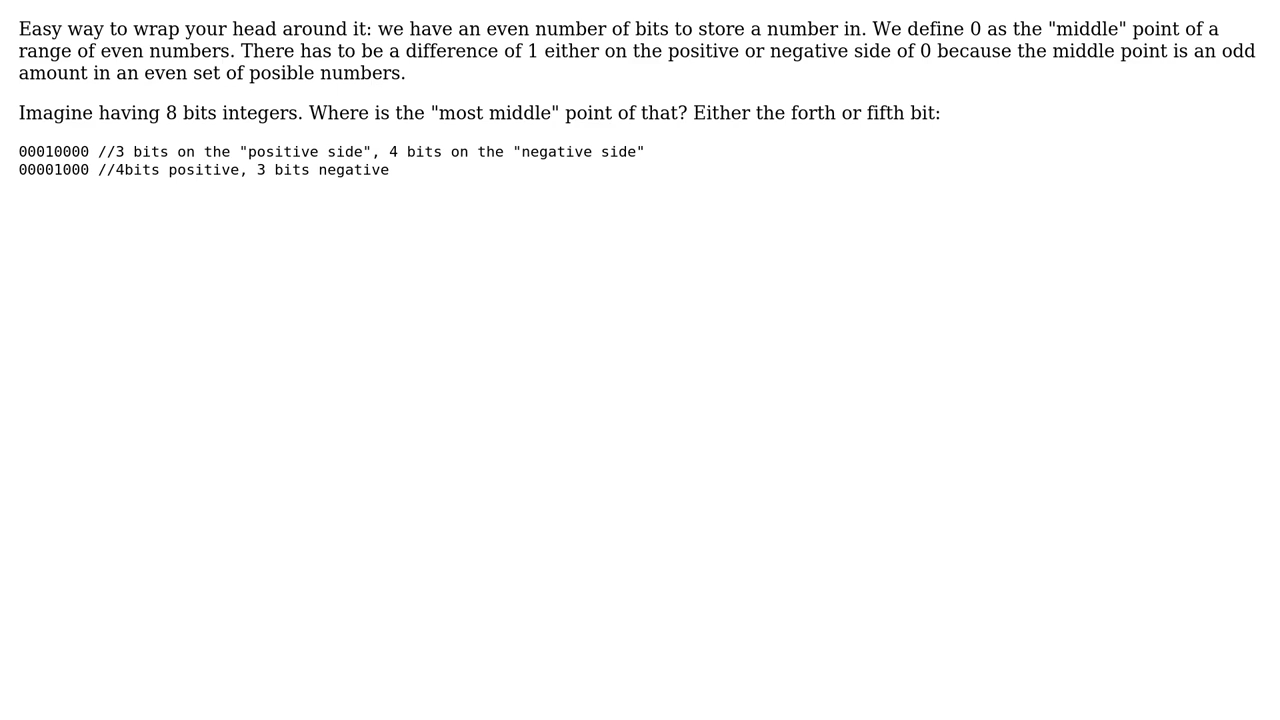 Easy way to wrap your head around it: we have an even number of bits to store a number in. We define 0 as the "middle" point of a
range of even numbers. There has to be a difference of 1 either on the positive or negative side of 0 because the middle point is an odd
amount in an even set of posible numbers.
Imagine having 8 bits integers. Where is the "most middle" point of that? Either the forth or fifth bit:
00010000 //3 bits on the "positive side", 4 bits on the "negative side"
00001000 //4bits positive, 3 bits negative